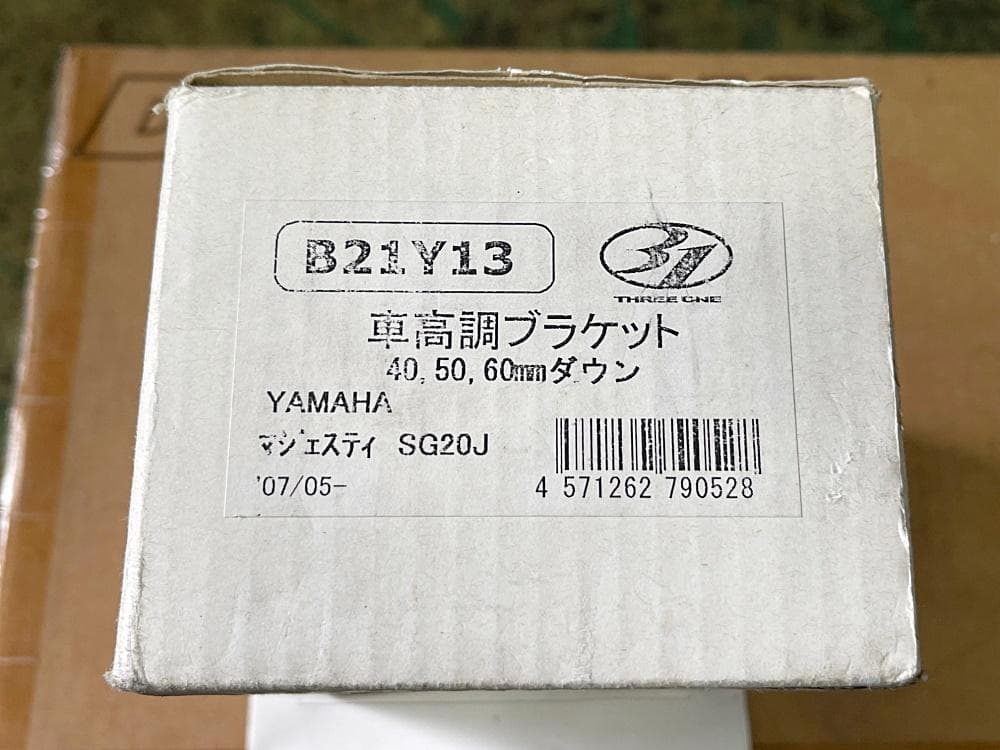 B21Y13
31
THREE ONE
車高調ブラケット
40,50,60mmダウン
YAMAHA
マジェスティ SG20J
'07/05-
4 571262 790528